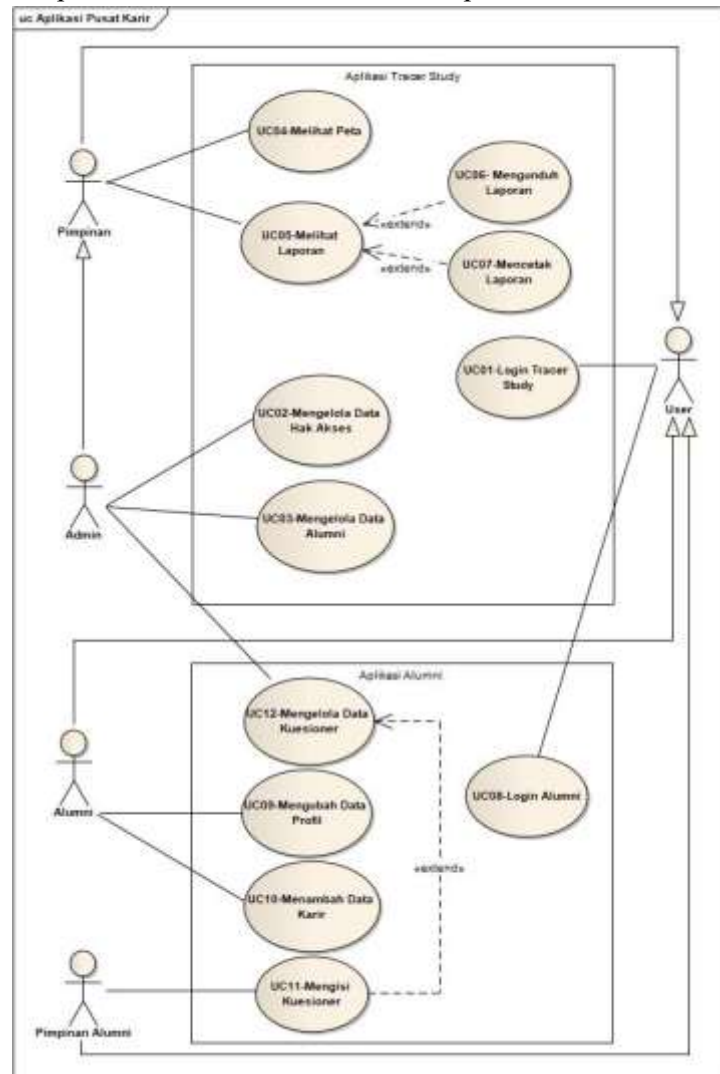 uc Aplikasi Pusat Karir
Aplikasi Tracer Study
UC04-Melihat Peta
UC06- Mengunduh
Laporan
Pimpinan
UC05-Melihat
Laporan
«extend»
UC07-Mencetak
Laporan
«extend»
UC01-Login Tracer
Study
User
UC02-Mengelola Data
Hak Akses
UC03-Mengelola Data
Alumni
Admin
Aplikasi Alumni
UC12-Mengelola Data
Kuesioner
UC08-Login Alumni
Alumni
UC09-Mengubah Data
Profil
«extend»
UC10-Menambah Data
Karir
UC11-Mengisi
Kuesioner
Pimpinan Alumni